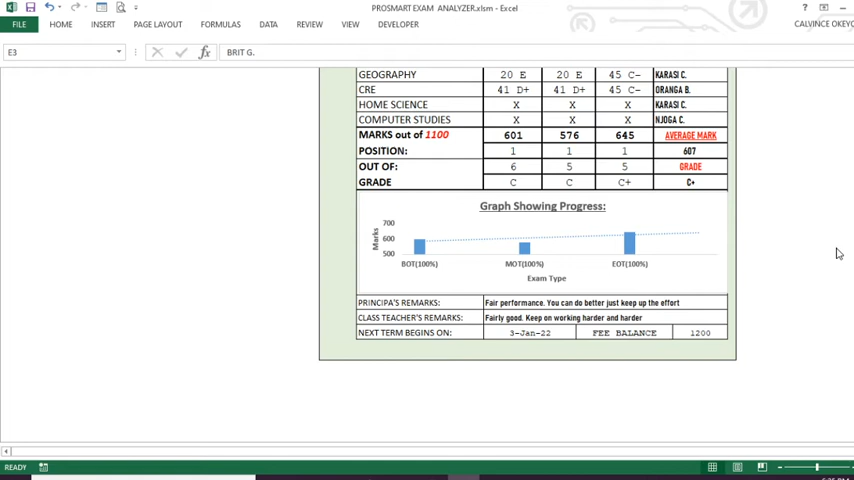 PROSMART EXAM ANALYZER.xlsm - Excel
FILE HOME INSERT PAGE LAYOUT FORMULAS DATA REVIEW VIEW DEVELOPER CALVINCE OKEYO
E3 fx BRIT G.
GEOGRAPHY 20 E 20 E 45 C- KARASI C.
CRE 41 D+ 41 D+ 45 C- ORANGA B.
HOME SCIENCE X X X KARASI C.
COMPUTER STUDIES X X X NJOGA C.
MARKS out of 1100 601 576 645 AVERAGE MARK
POSITION: 1 1 1 607
OUT OF: 6 5 5 GRADE
GRADE C C C+ C+
Graph Showing Progress:
700
600
500
Marks
BOT(100%) MOT(100%) EOT(100%)
Exam Type
PRINCIPA'S REMARKS: Fair performance. You can do better just keep up the effort
CLASS TEACHER'S REMARKS: Fairly good. Keep on working harder and harder
NEXT TERM BEGINS ON: 3-Jan-22 FEE BALANCE 1200
READY